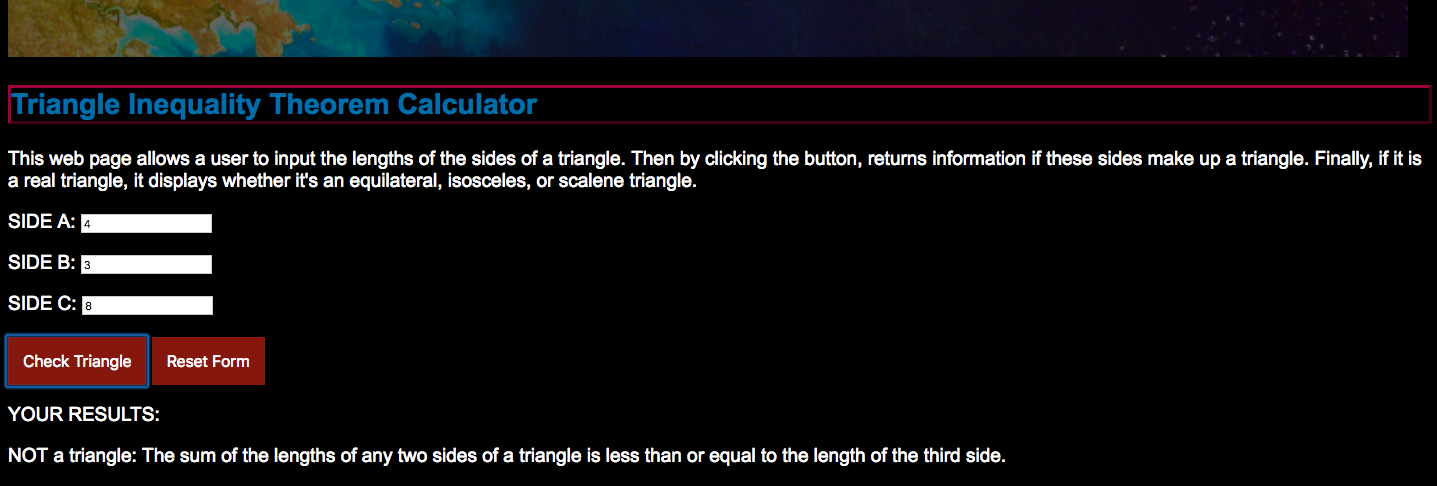 Triangle Inequality Theorem Calculator
This web page allows a user to input the lengths of the sides of a triangle. Then by clicking the button, returns information if these sides make up a triangle. Finally, if it is
a real triangle, it displays whether it's an equilateral, isosceles, or scalene triangle.
SIDE A: 4
SIDE B: 3
SIDE C: 8
Check Triangle Reset Form
YOUR RESULTS:
NOT a triangle: The sum of the lengths of any two sides of a triangle is less than or equal to the length of the third side.